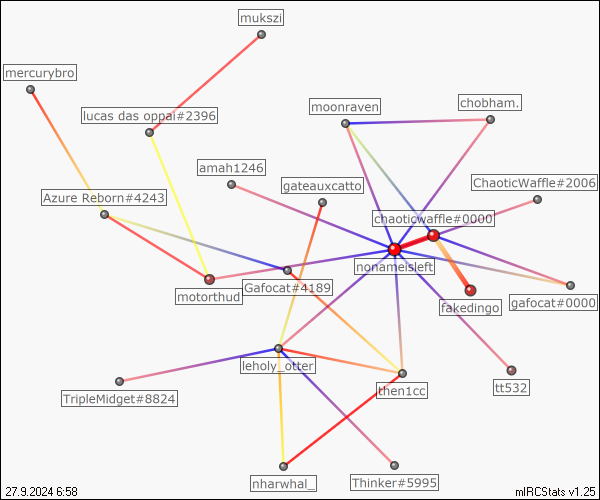 mukszi
mercurybro
lucas das oppai#2396
moonraven
chobham.
amah1246
gateauxcatto
ChaoticWaffle#2006
Azure Reborn#4243
chaoticwaffle#0000
nonameisleft
Gafocat#4189
motorthud
fakedingo
gafocat#0000
leholy_otter
then1cc
tt532
TripleMidget#8824
nharwhal_
Thinker#5995
27.9.2024 6:58
mIRCStats v1.25